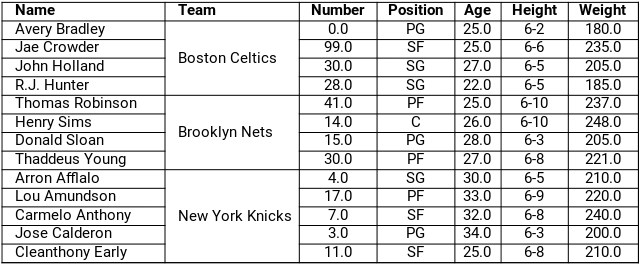 Name Team Number Position Age Height Weight
Avery Bradley Boston Celtics 0.0 PG 25.0 6-2 180.0
Jae Crowder 99.0 SF 25.0 6-6 235.0
John Holland 30.0 SG 27.0 6-5 205.0
R.J. Hunter 28.0 SG 22.0 6-5 185.0
Thomas Robinson Brooklyn Nets 41.0 PF 25.0 6-10 237.0
Henry Sims 14.0 C 26.0 6-10 248.0
Donald Sloan 15.0 PG 28.0 6-3 205.0
Thaddeus Young 30.0 PF 27.0 6-8 221.0
Arron Afflalo New York Knicks 4.0 SG 30.0 6-5 210.0
Lou Amundson 17.0 PF 33.0 6-9 220.0
Carmelo Anthony 7.0 SF 32.0 6-8 240.0
Jose Calderon 3.0 PG 34.0 6-3 200.0
Cleanthony Early 11.0 SF 25.0 6-8 210.0